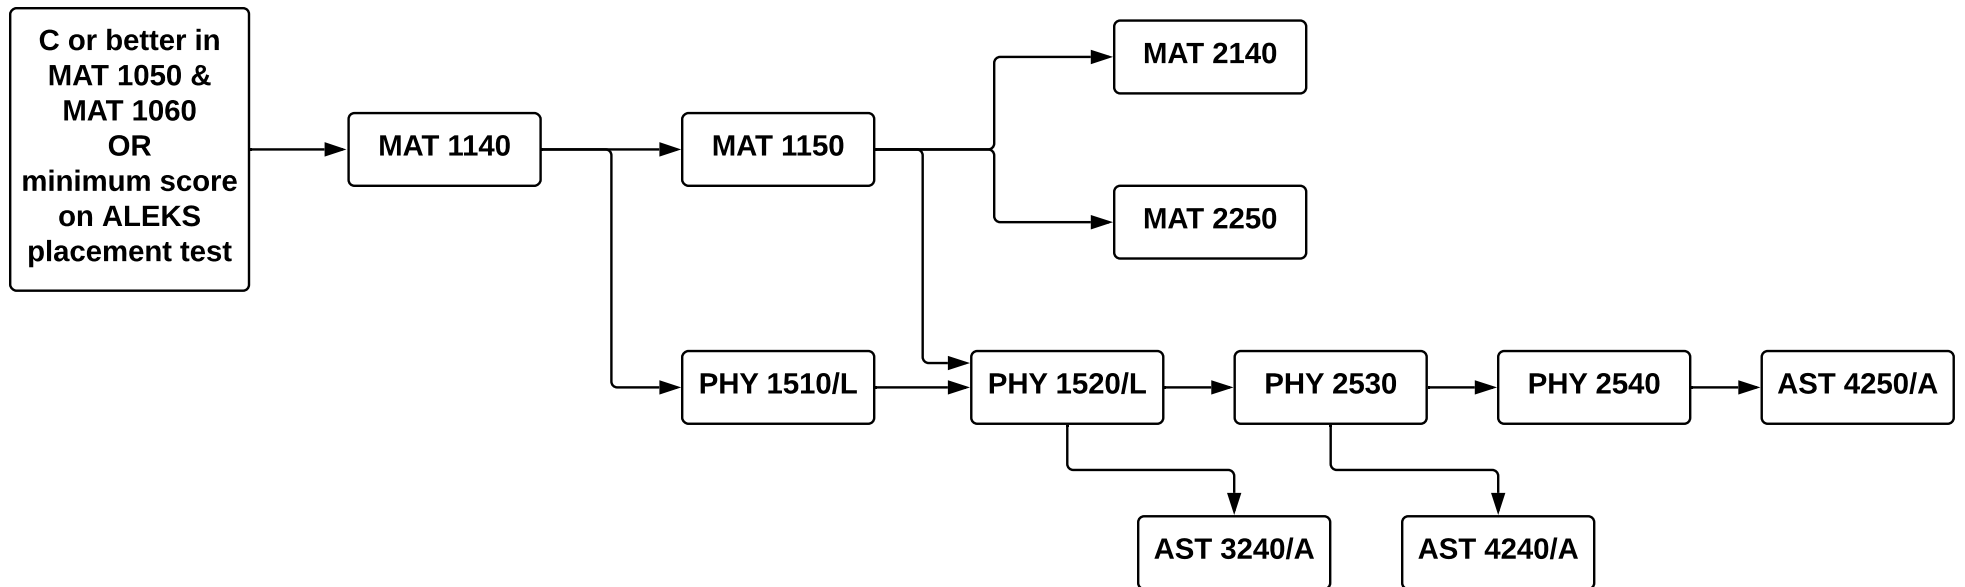 C or better in
MAT 1050 &
MAT 1060
OR
minimum score
on ALEKS
placement test
MAT 1140
MAT 1150
MAT 2140
MAT 2250
PHY 1510/L
PHY 1520/L
PHY 2530
PHY 2540
AST 4250/A
AST 3240/A
AST 4240/A